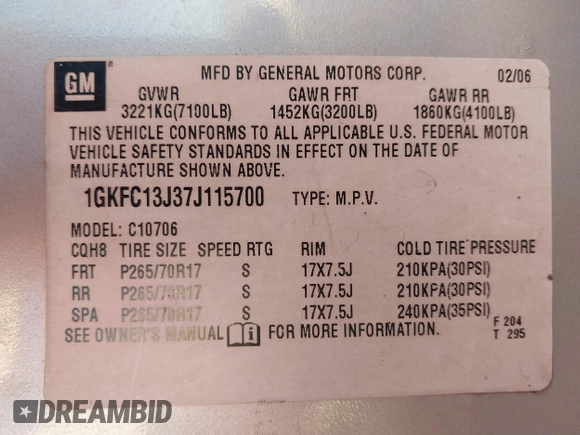 GM
MFD BY GENERAL MOTORS CORP. 02/06
GVWR GAWR FRT GAWR RR
3221KG(7100LB) 1452KG(3200LB) 1860KG(4100LB)
THIS VEHICLE CONFORMS TO ALL APPLICABLE U.S. FEDERAL MOTOR
VEHICLE SAFETY STANDARDS IN EFFECT ON THE DATE OF
MANUFACTURE SHOWN ABOVE.
1GKFC13J37J115700 TYPE: M.P.V.
MODEL: C10706
CQH8 TIRE SIZE SPEED RTG RIM COLD TIRE PRESSURE
FRT P265/70R17 S 17X7.5J 210KPA(30PSI)
RR P265/70R17 S 17X7.5J 210KPA(30PSI)
SPA P265/70R17 S 17X7.5J 240KPA(35PSI)
SEE OWNER'S MANUAL i FOR MORE INFORMATION.
F 204
T 295
DREAMBID